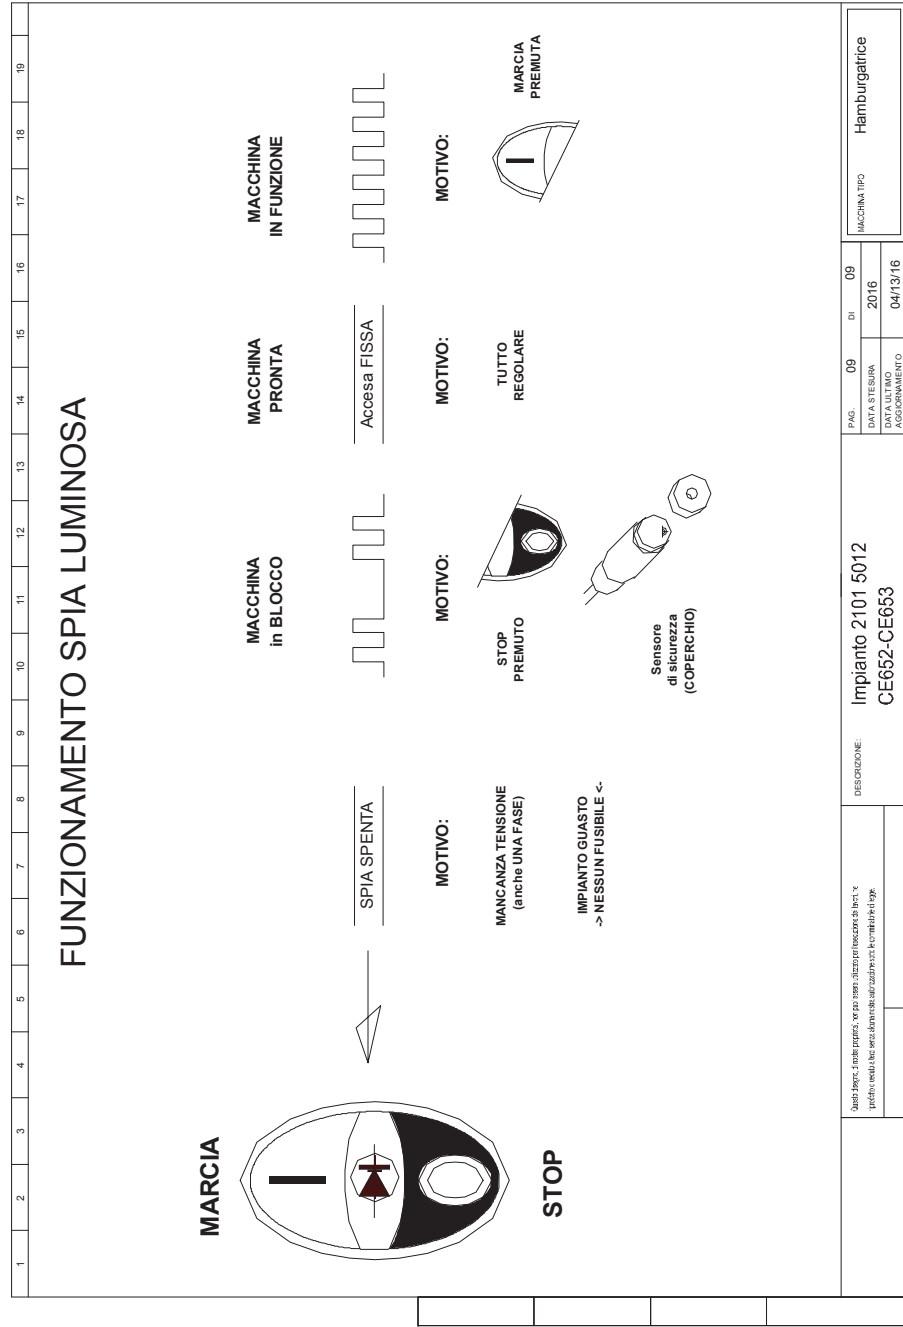 1 2 3 4 5 6 7 8 9 10 11 12 13 14 15 16 17 18 19
FUNZIONAMENTO SPIA LUMINOSA
MARCIA
STOP
SPIA SPENTA
MOTIVO:
MANCANZA TENSIONE
(anche UNA FASE)
IMPIANTO GUASTO
-> NESSUN FUSIBILE <-
MACCHINA
in BLOCCO
MOTIVO:
STOP
PREMUTO
Sensore
di sicurezza
(COPERCHIO)
MACCHINA
PRONTA
Accesa FISSA
MOTIVO:
TUTTO
REGOLARE
MACCHINA
IN FUNZIONE
MOTIVO:
MARCIA
PREMUTA
DESCRIZIONE:
Impianto 2101 5012
CE652-CE653
PAG. 09 DI 09
DATA STESURA 2016
DATA ULTIMO
AGGIORNAMENTO 04/13/16
MACCHINA TIPO Hamburgatrice